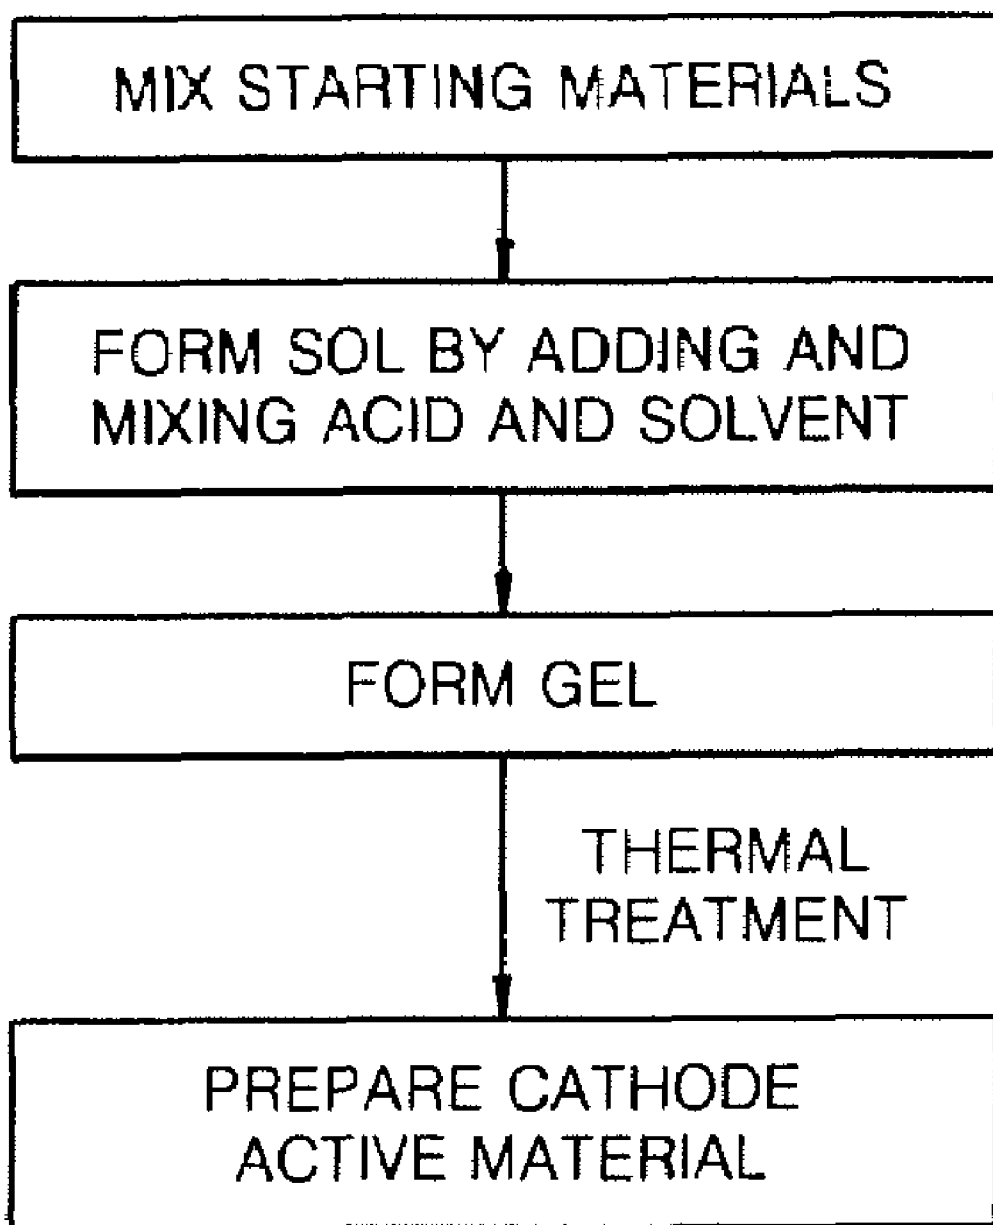 MIX STARTING MATERIALS
FORM SOL BY ADDING AND
MIXING ACID AND SOLVENT
FORM GEL
THERMAL
TREATMENT
PREPARE CATHODE
ACTIVE MATERIAL